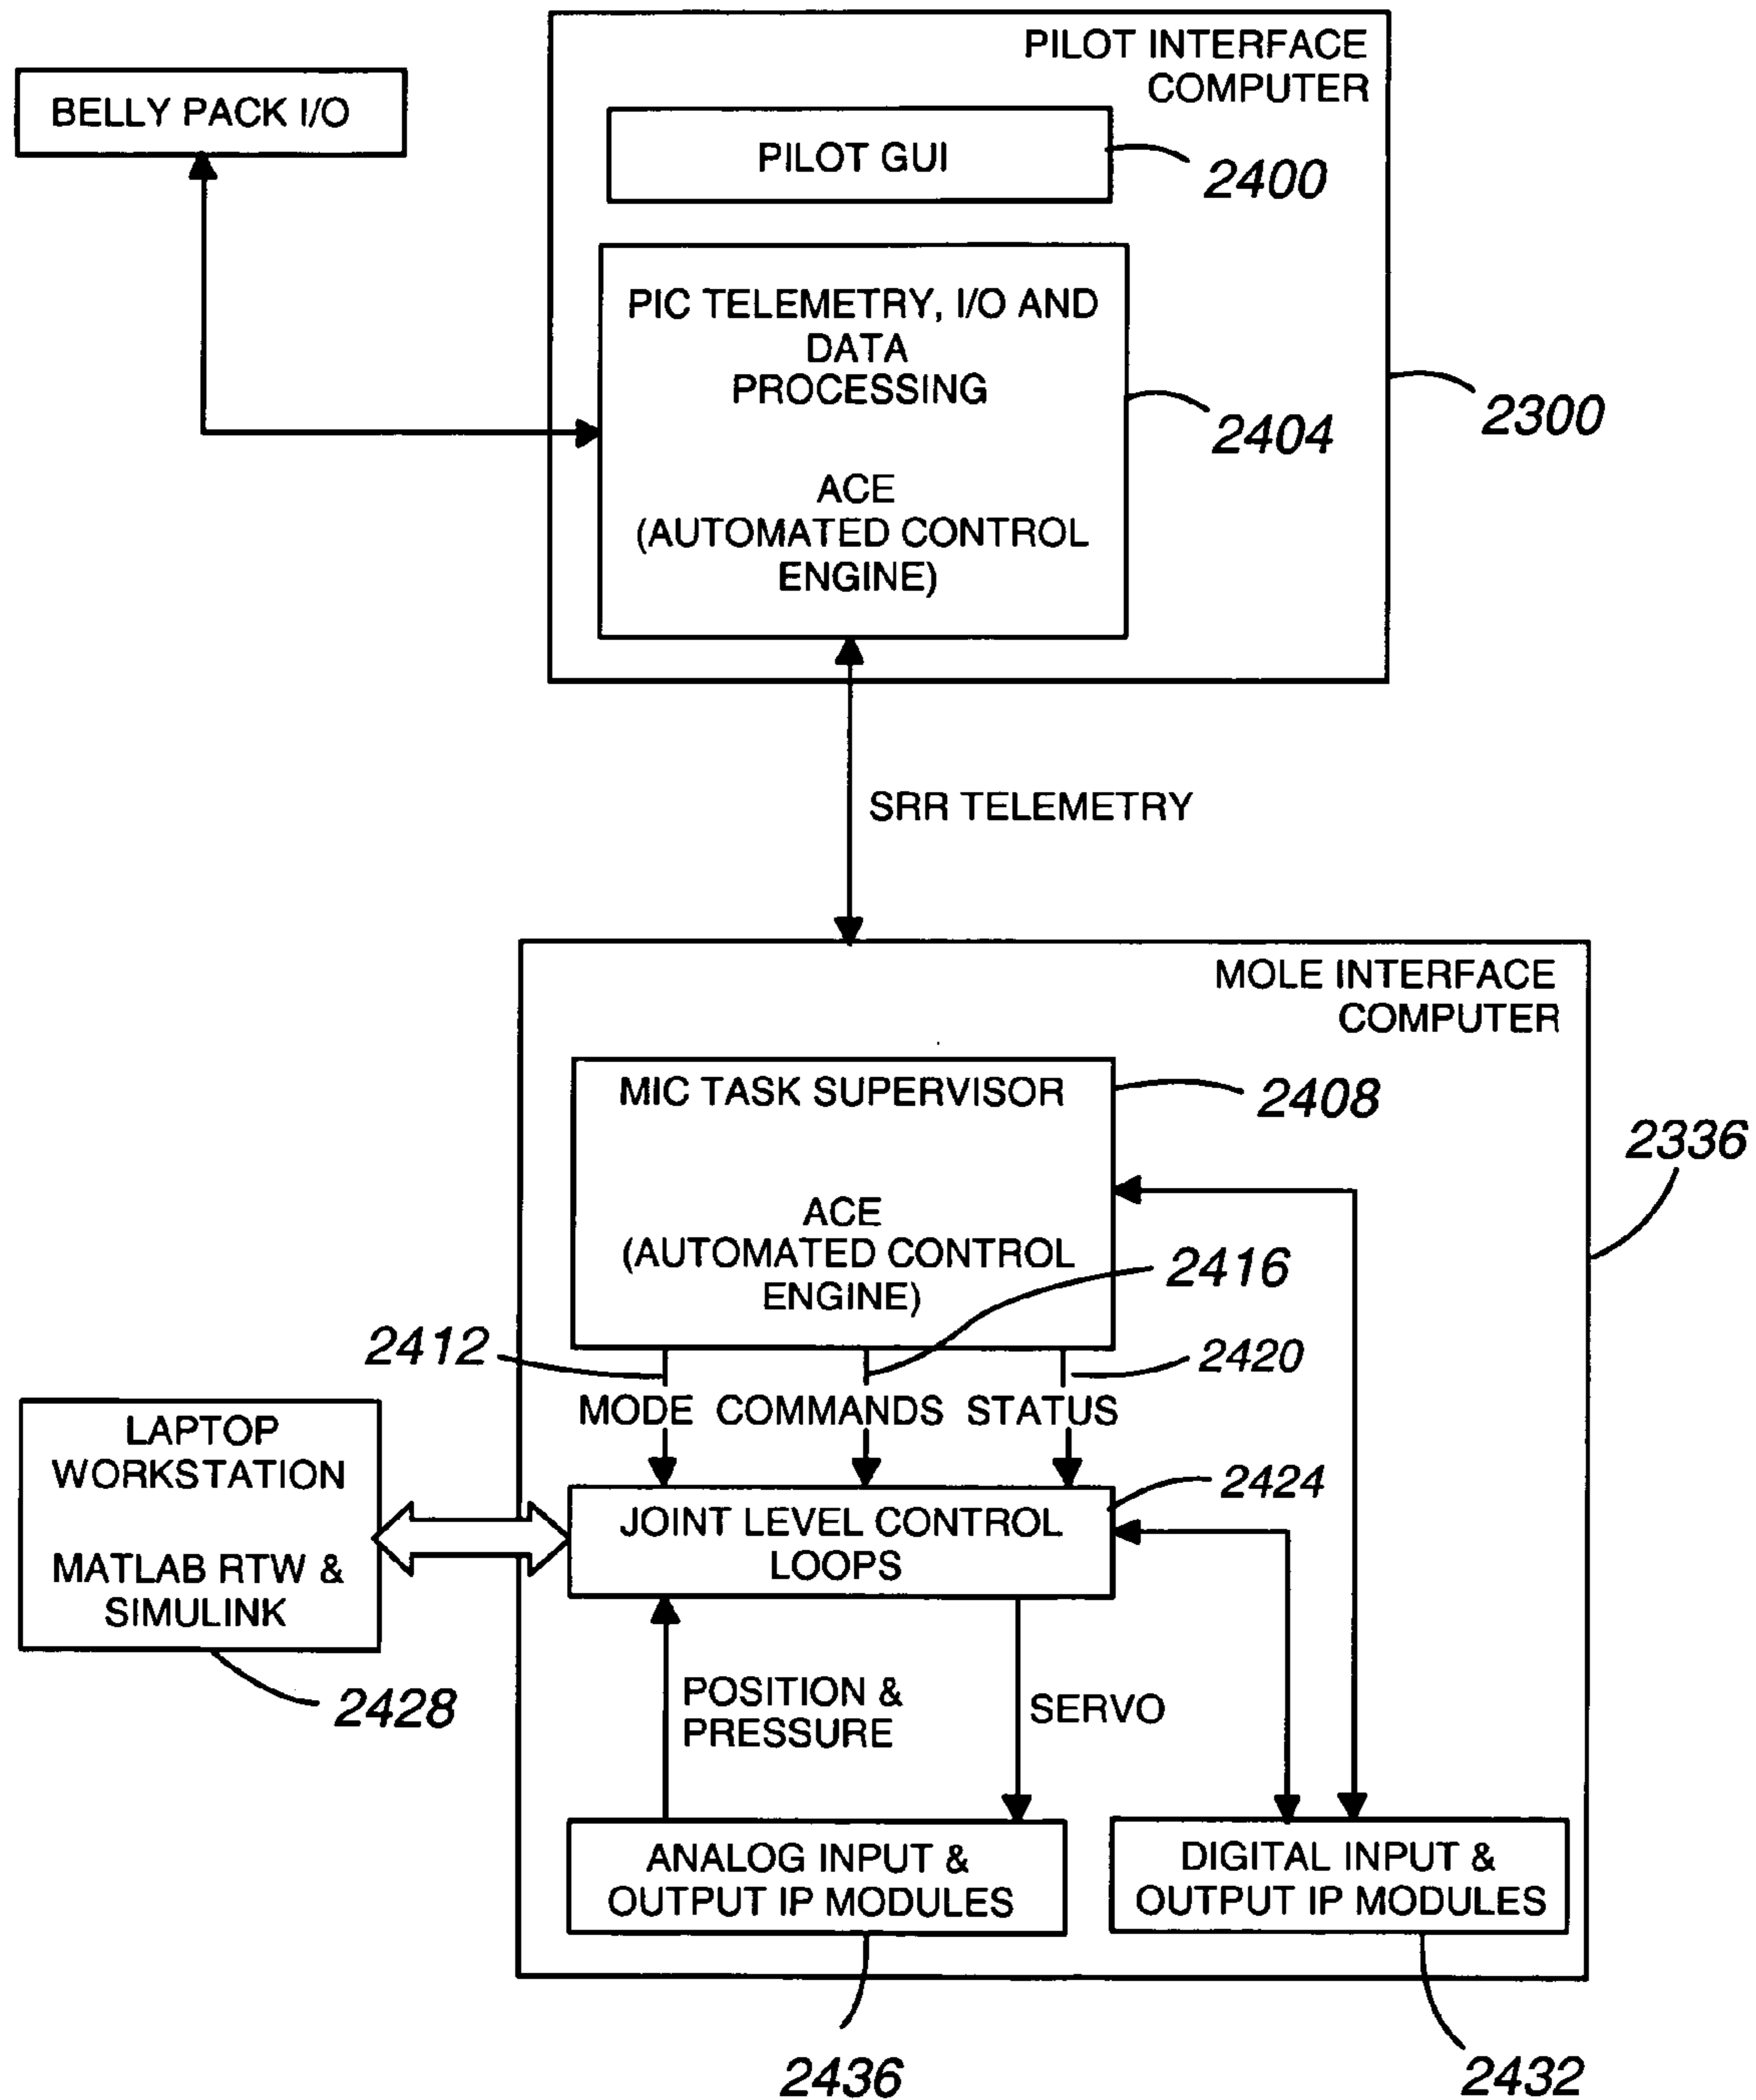 PILOT INTERFACE
COMPUTER
BELLY PACK I/O
PILOT GUI
2400
PIC TELEMETRY, I/O AND
DATA
PROCESSING
ACE
(AUTOMATED CONTROL
ENGINE)
2404
2300
SRR TELEMETRY
MOLE INTERFACE
COMPUTER
MIC TASK SUPERVISOR
ACE
(AUTOMATED CONTROL
ENGINE)
2408
2336
2416
2412
2420
MODE COMMANDS STATUS
LAPTOP
WORKSTATION
MATLAB RTW &
SIMULINK
2428
JOINT LEVEL CONTROL
LOOPS
2424
POSITION &
PRESSURE
SERVO
ANALOG INPUT &
OUTPUT IP MODULES
DIGITAL INPUT &
OUTPUT IP MODULES
2436
2432